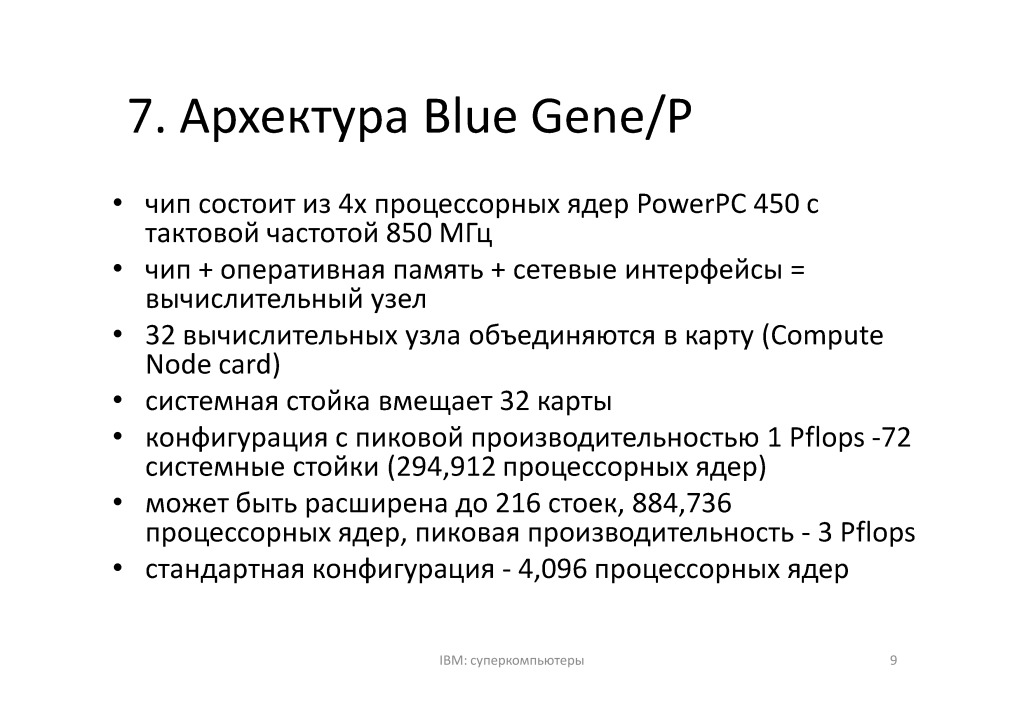 7. Архектура Blue Gene/P
• чип состоит из 4х процессорных ядер PowerPC 450 с
тактовой частотой 850 МГц
• чип + оперативная память + сетевые интерфейсы =
вычислительный узел
• 32 вычислительных узла объединяются в карту (Compute
Node card)
• системная стойка вмещает 32 карты
• конфигурация с пиковой производительностью 1 Pflops -72
системные стойки (294,912 процессорных ядер)
• может быть расширена до 216 стоек, 884,736
процессорных ядер, пиковая производительность - 3 Pflops
• стандартная конфигурация - 4,096 процессорных ядер
IBM: суперкомпьютеры
9